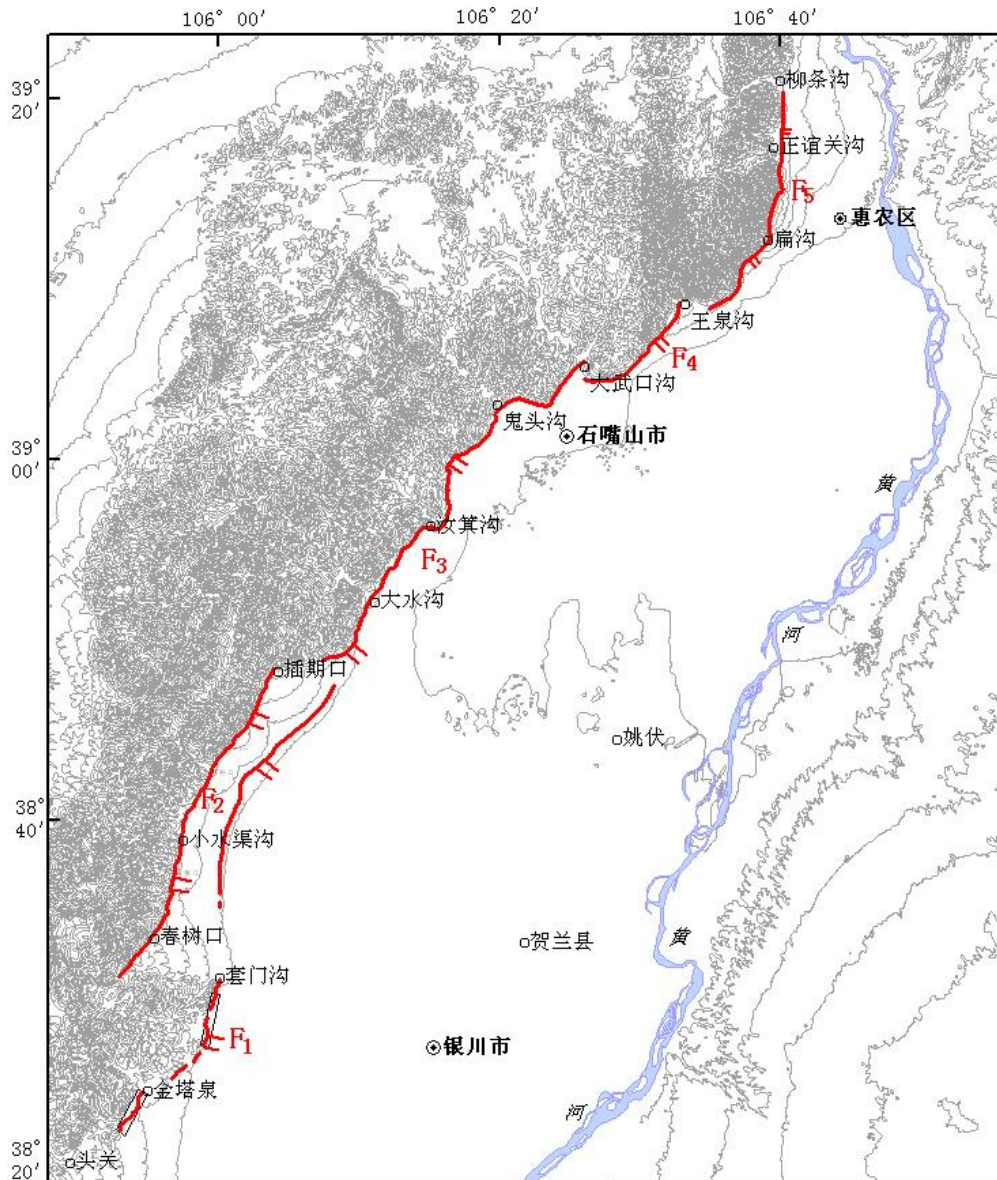 106° 00′ 106° 20′ 106° 40′
39°
20′
柳条沟
正谊关沟
F5
惠农区
扁沟
王泉沟
F4
大武口沟
鬼头沟
石嘴山市
39°
00′
黄
汝箕沟
F3
大水沟
河
插期口
姚伏
38°
40′
F2
小水渠沟
春树口
贺兰县
黄
套门沟
F1
银川市
金塔泉
河
38°
20′
头关